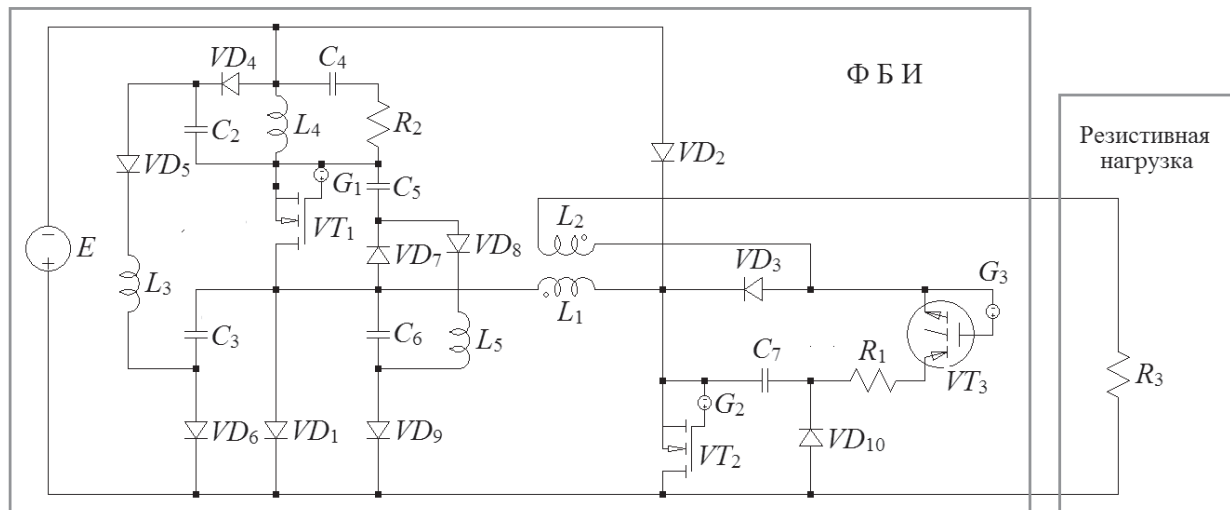 VD₄
C₄
Ф Б И
Резистивная
нагрузка
C₂
L₄
R₂
VD₅
G₁
C₅
VD₂
VT₁
L₂
E
VD₇
VD₈
VD₃
G₃
L₃
L₁
C₃
C₆
L₅
C₇
R₁
VT₃
R₃
G₂
VD₆
VD₁
VD₉
VT₂
VD₁₀